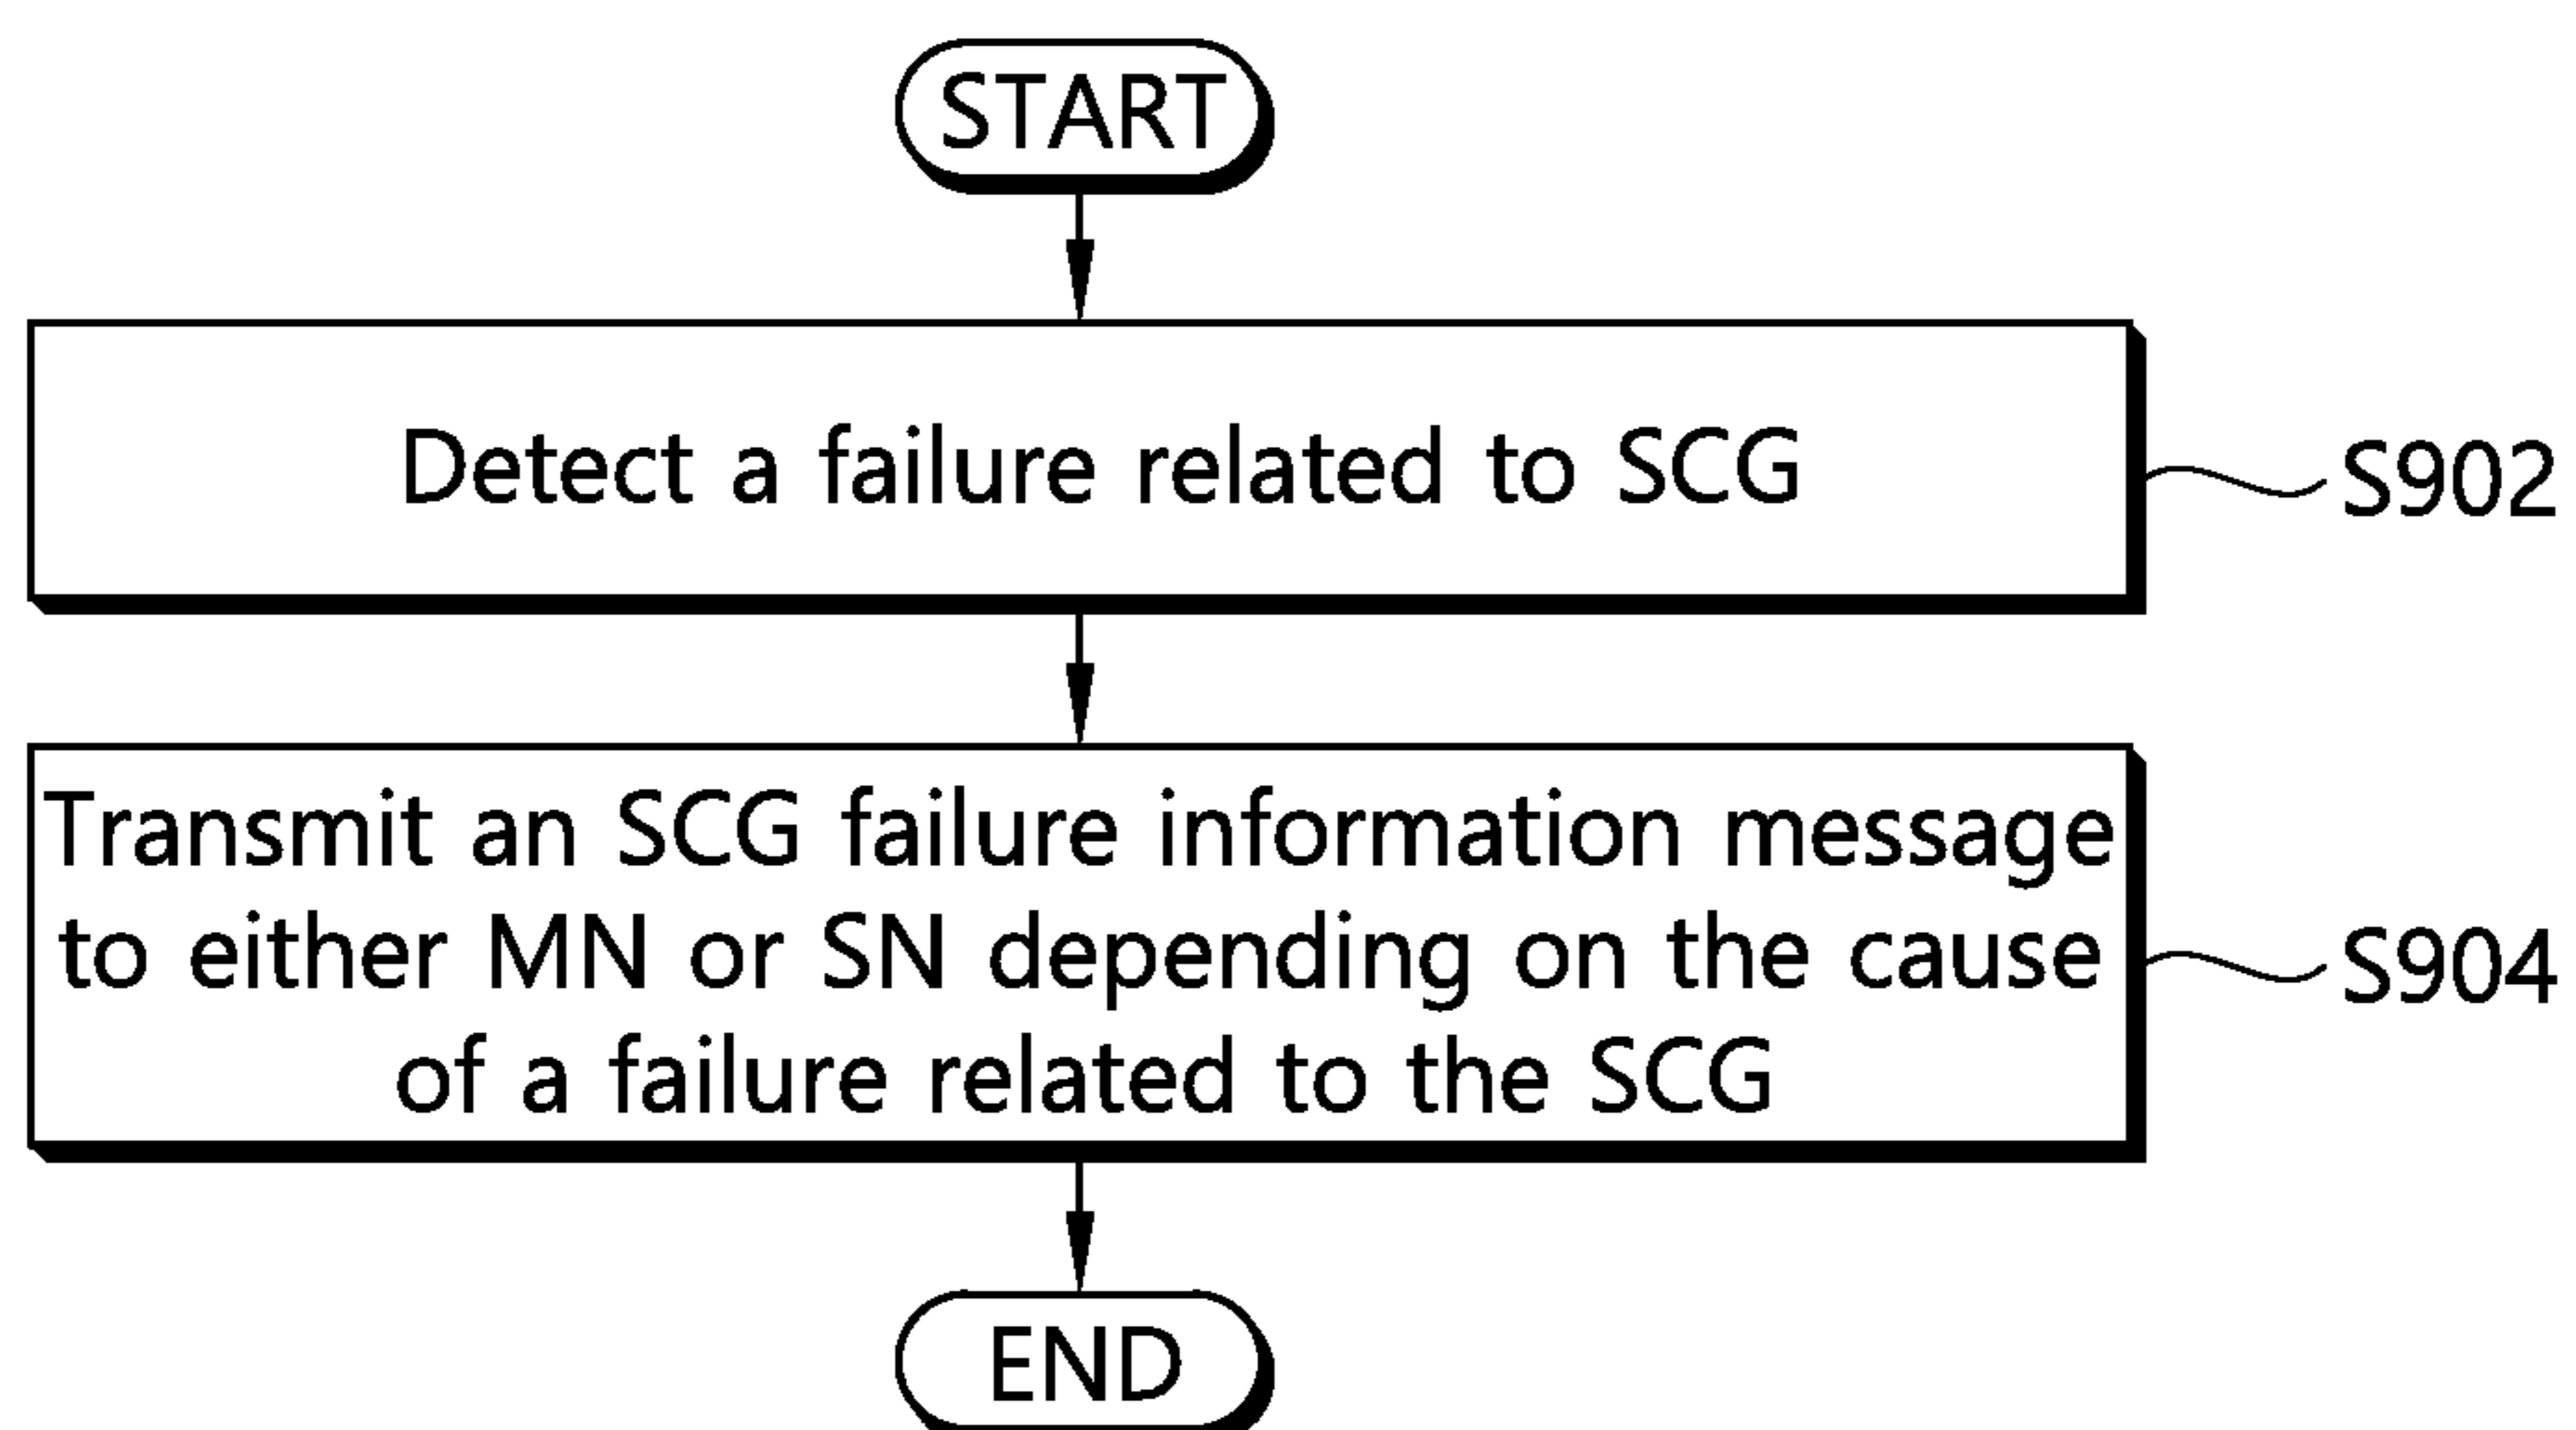 START
Detect a failure related to SCG
S902
Transmit an SCG failure information message
to either MN or SN depending on the cause
of a failure related to the SCG
S904
END